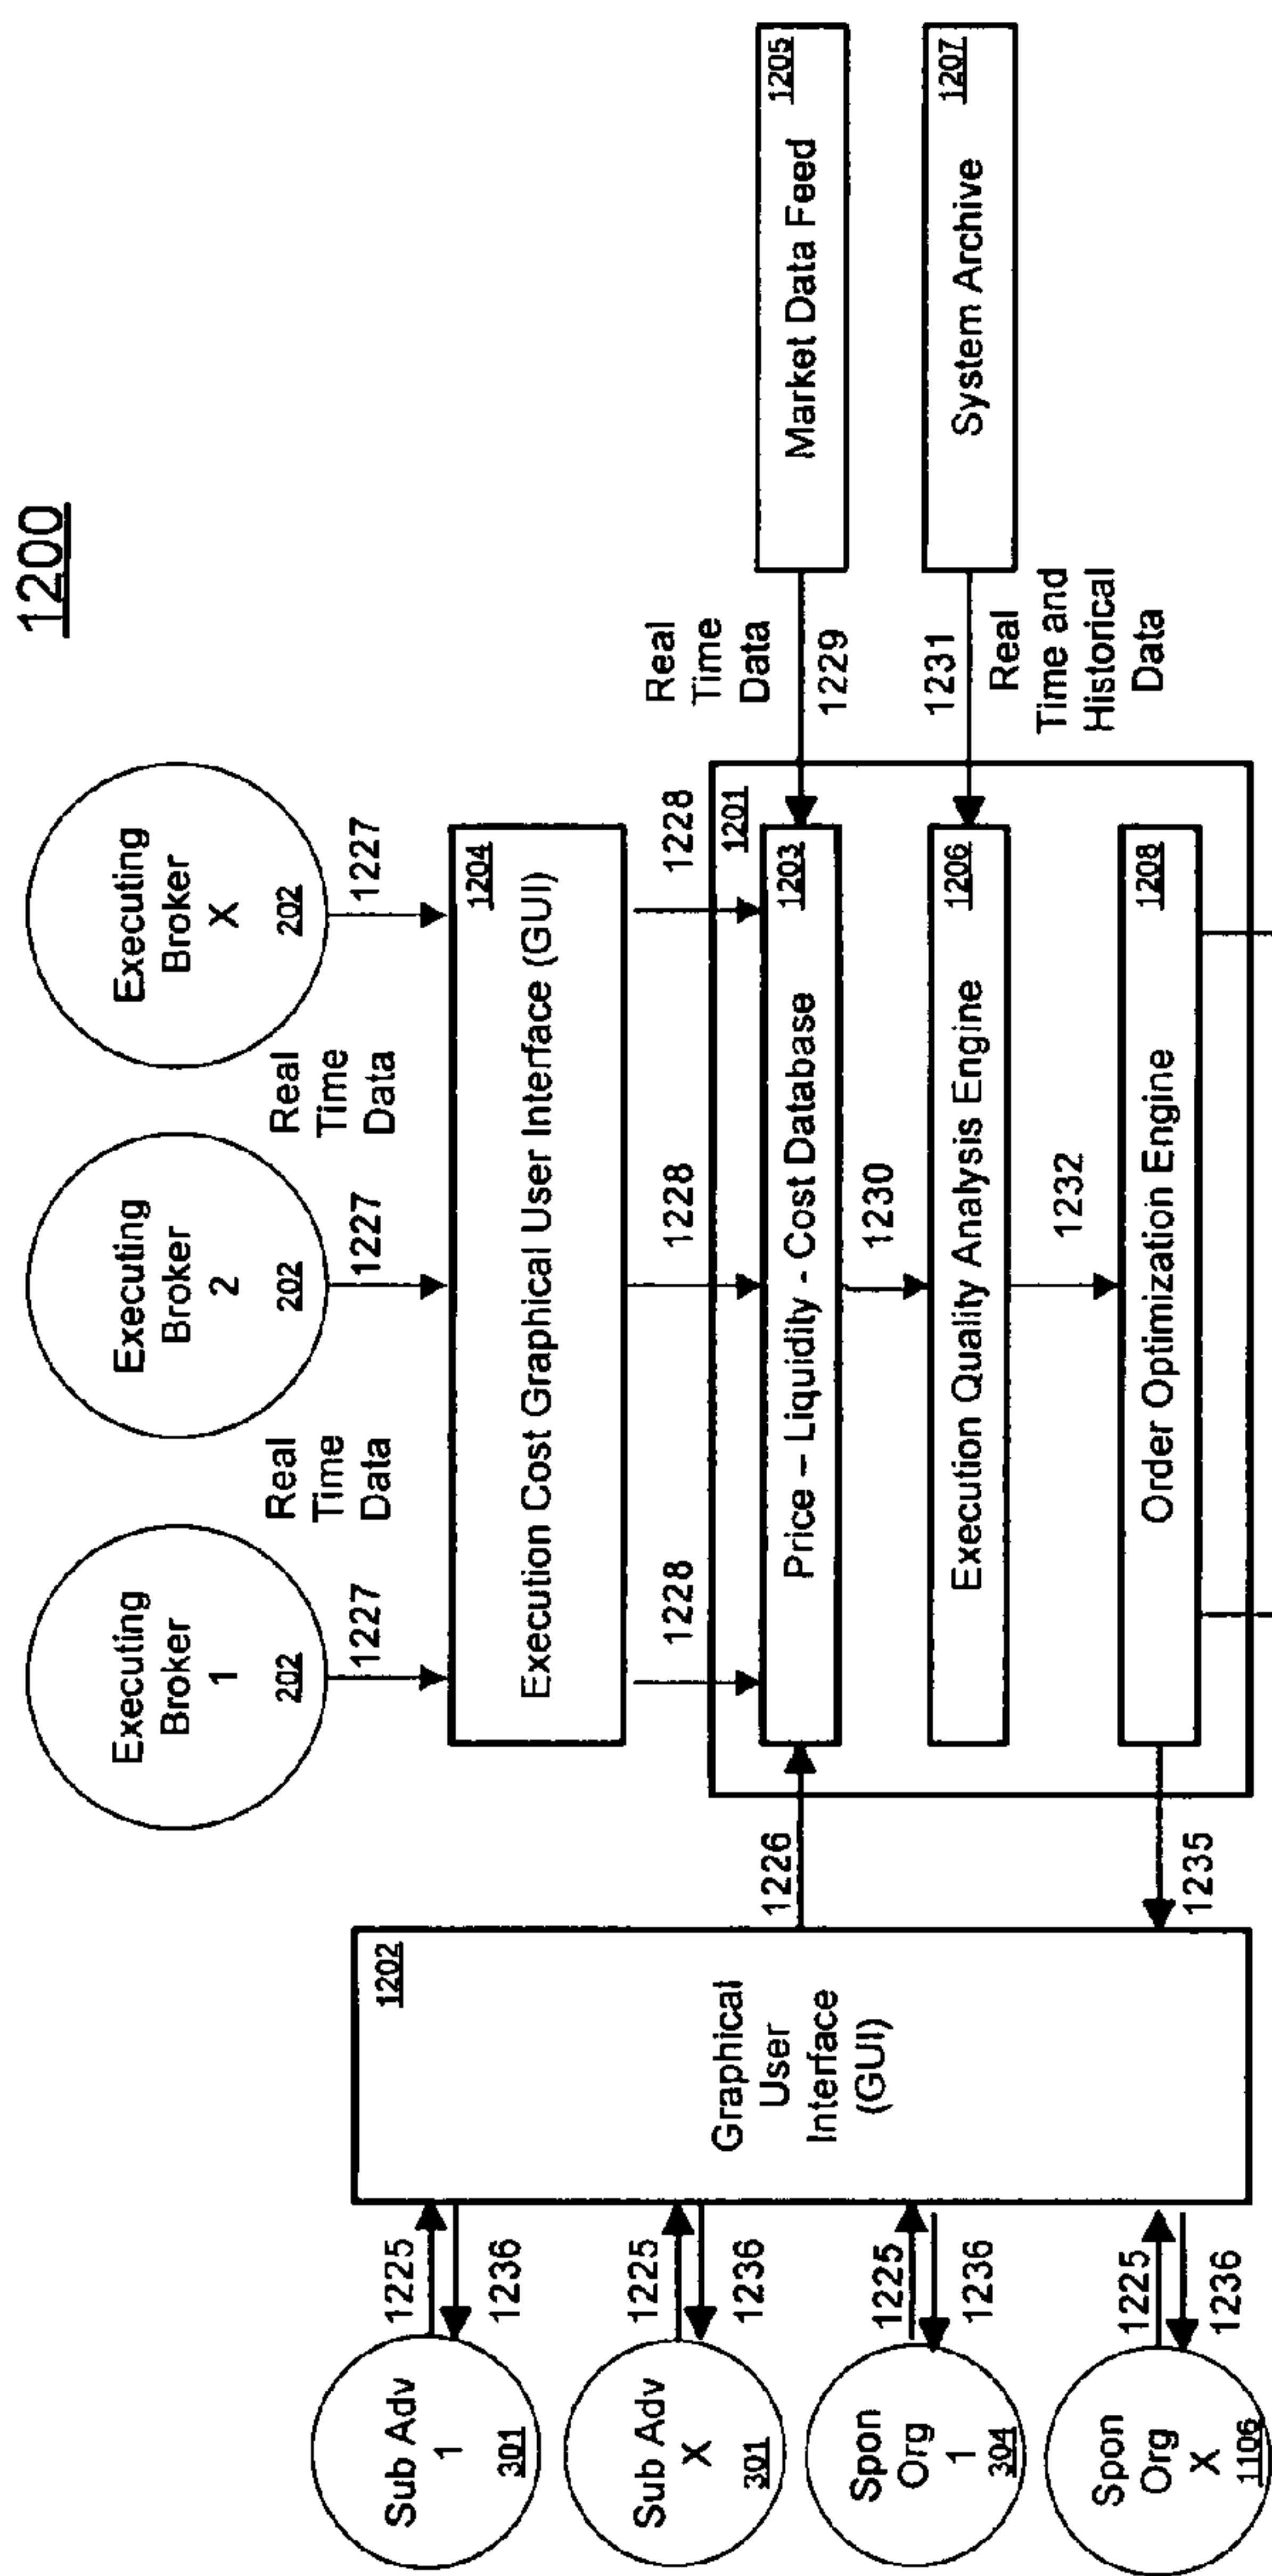 1200
Executing
Broker
1
202
Executing
Broker
2
202
Executing
Broker
X
202
1227
Real
Time
Data
1227
Real
Time
Data
1227
1204
Execution Cost Graphical User Interface (GUI)
1228
1228
1228
1201
1203
Price – Liquidity - Cost Database
1230
1206
Execution Quality Analysis Engine
1232
1208
Order Optimization Engine
Real
Time
Data
1229
1205
Market Data Feed
1231
Real
Time and
Historical
Data
1207
System Archive
1226
1235
1202
Graphical
User
Interface
(GUI)
Sub Adv
1
301
1225
1236
Sub Adv
X
301
1225
1236
Spon
Org
1
304
1225
1236
Spon
Org
X
1106
1225
1236